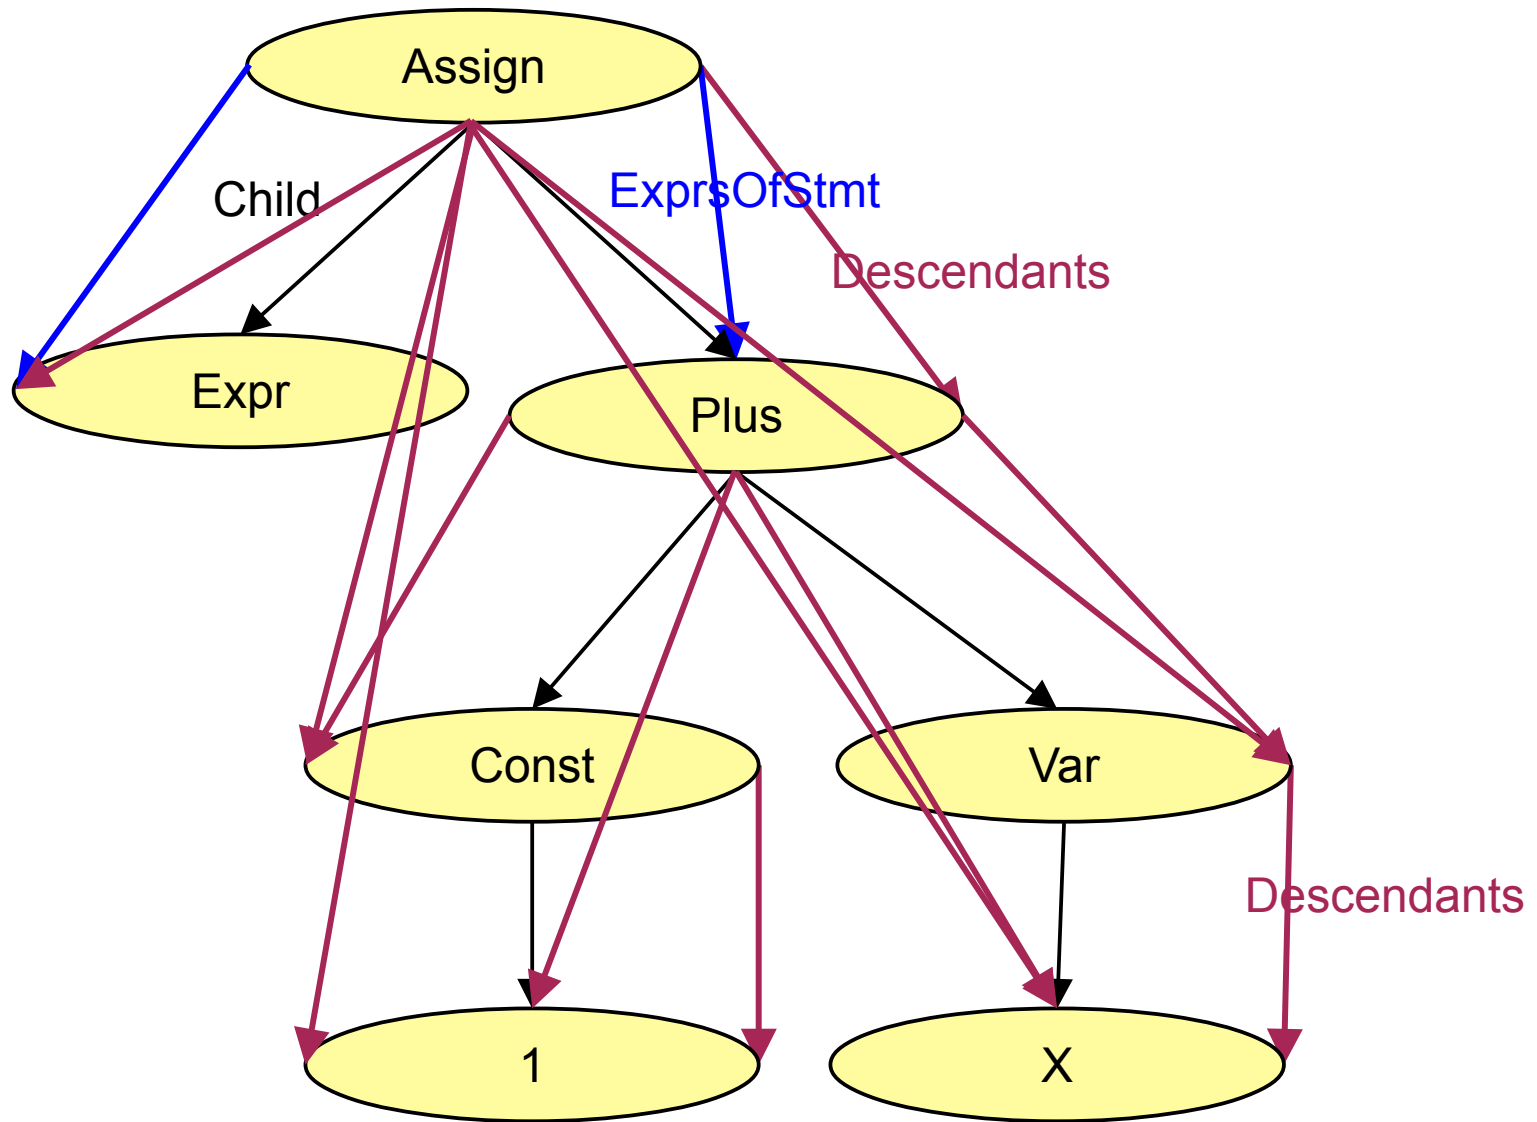 Assign
Child
ExprsOfStmt
Descendants
Expr
Plus
Const
Var
Descendants
1
X